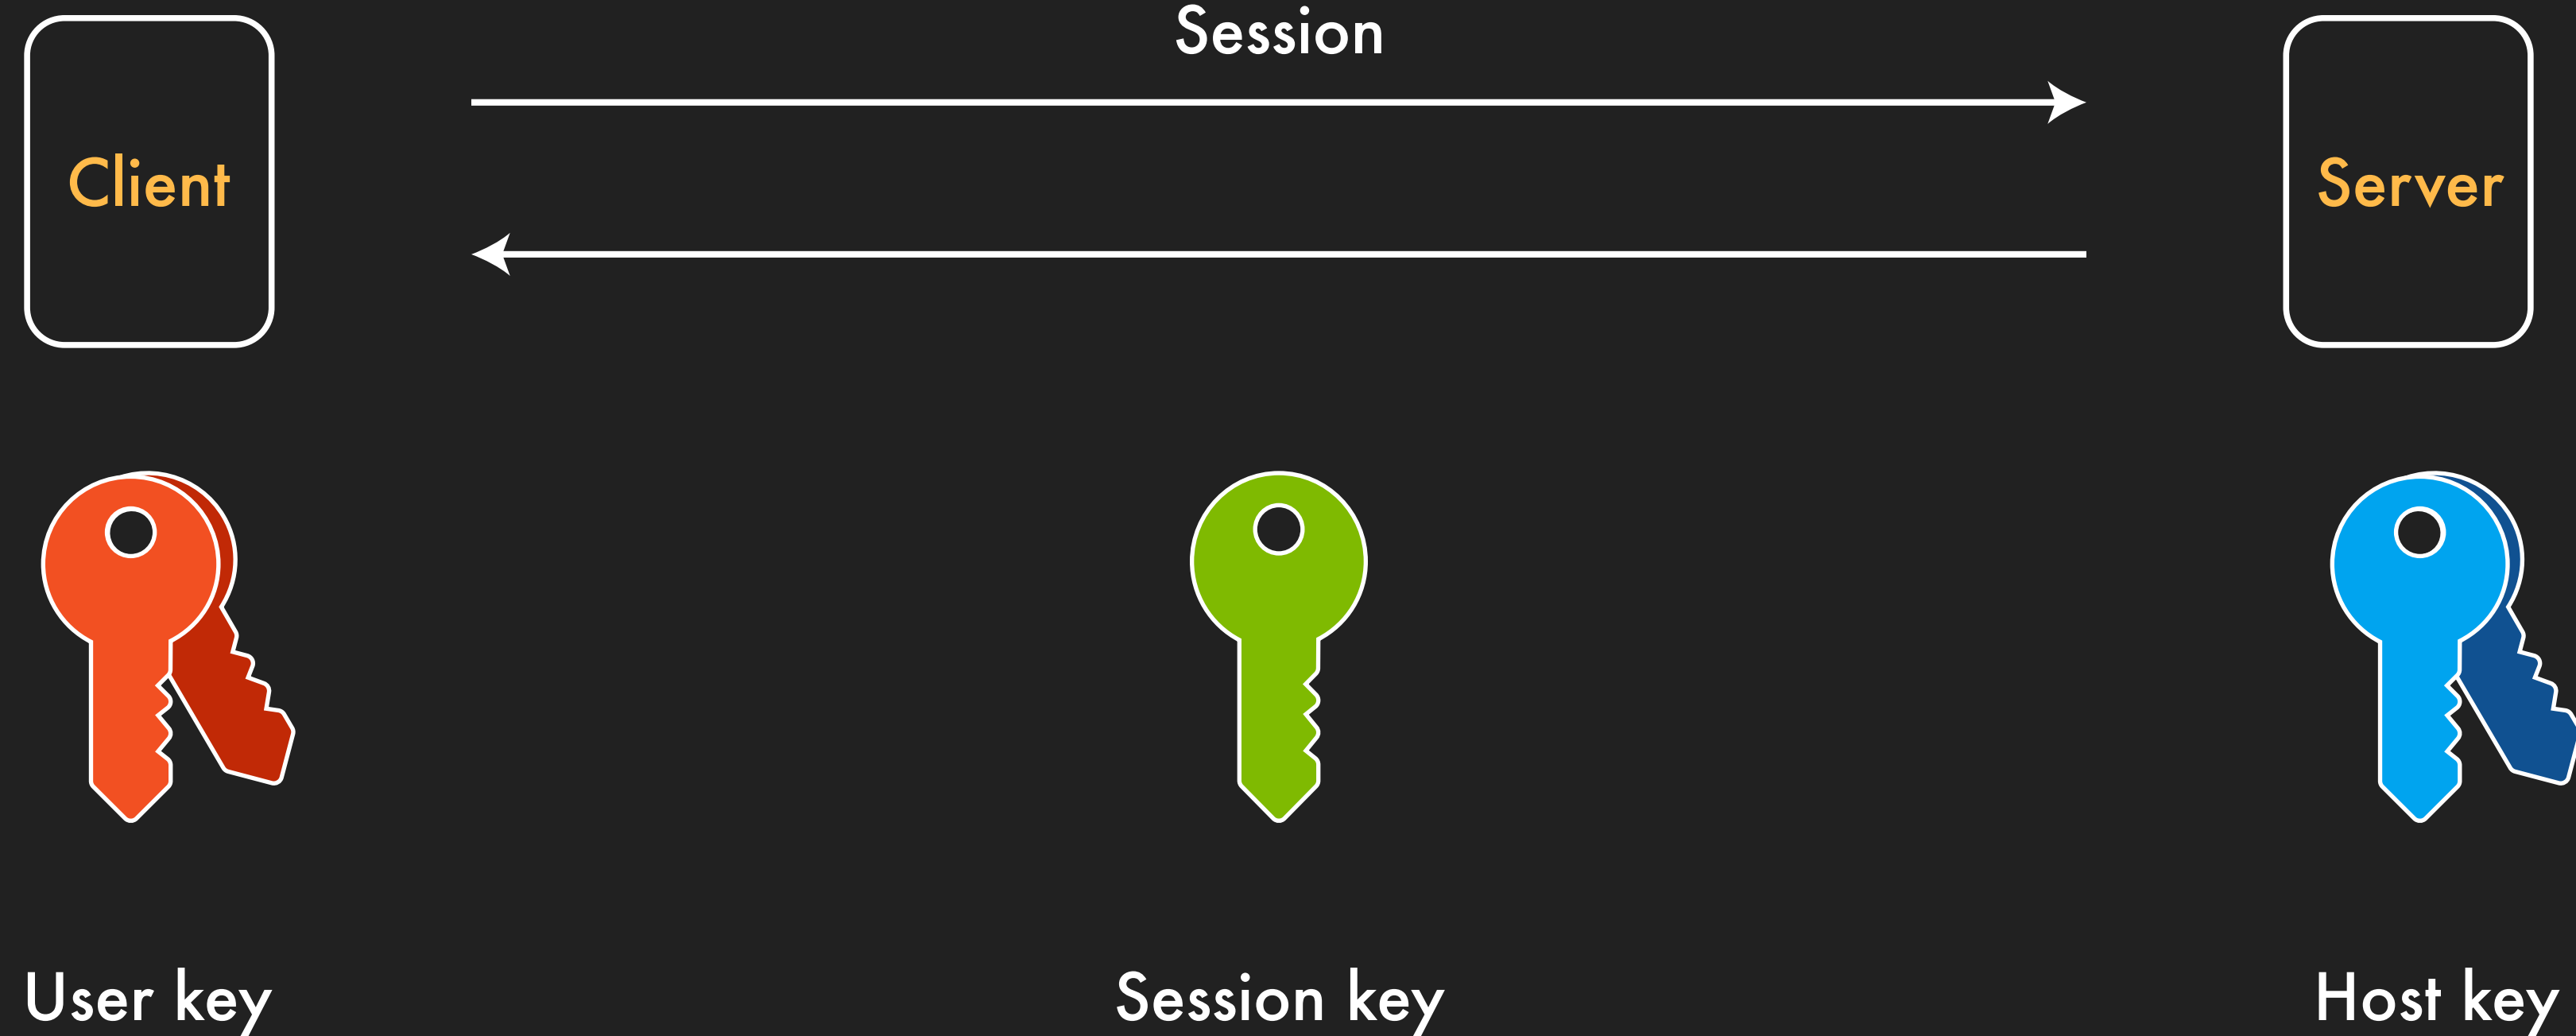 Session
Client
Server
User key
Session key
Host key